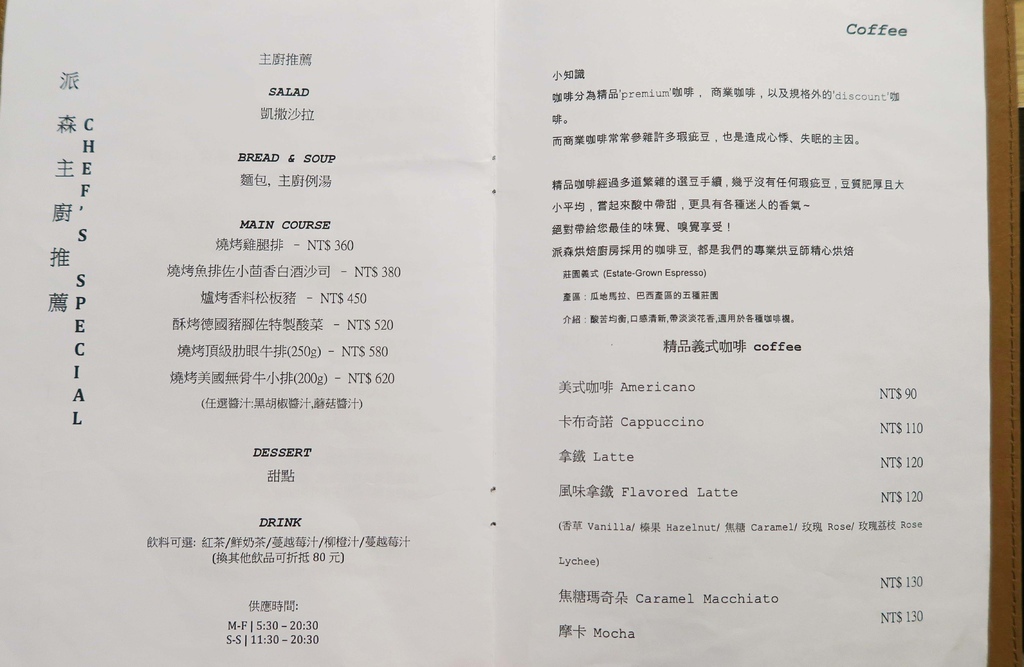 派森主廚推薦
CHEF'S SPECIAL
主廚推薦
SALAD
凱撒沙拉
BREAD & SOUP
麵包, 主廚例湯
MAIN COURSE
燒烤雞腿排 – NT$ 360
燒烤魚排佐小茴香白酒沙司 – NT$ 380
爐烤香料松板豬 – NT$ 450
酥烤德國豬腳佐特製酸菜 – NT$ 520
燒烤頂級肋眼牛排(250g) – NT$ 580
燒烤美國無骨牛小排(200g) – NT$ 620
(任選醬汁:黑胡椒醬汁,蘑菇醬汁)
DESSERT
甜點
DRINK
飲料可選: 紅茶/鮮奶茶/蔓越莓汁/柳橙汁/蔓越莓汁
(換其他飲品可折抵 80 元)
供應時間:
M-F | 5:30 – 20:30
S-S | 11:30 – 20:30
Coffee
小知識
咖啡分為精品'premium'咖啡， 商業咖啡，以及規格外的'discount'咖
啡。
而商業咖啡常常參雜許多瑕疵豆，也是造成心悸、失眠的主因。
精品咖啡經過多道繁雜的選豆手續，幾乎沒有任何瑕疵豆，豆質肥厚且大
小平均，嘗起來酸中帶甜，更具有各種迷人的香氣～
絕對帶給您最佳的味覺、嗅覺享受！
派森烘焙廚房採用的咖啡豆, 都是我們的專業烘豆師精心烘焙
莊園義式 (Estate-Grown Espresso)
產區：瓜地馬拉、巴西產區的五種莊園
介紹：酸苦均衡,口感清新,帶淡淡花香,適用於各種咖啡機。
精品義式咖啡 coffee
美式咖啡 Americano NT$ 90
卡布奇諾 Cappuccino NT$ 110
拿鐵 Latte NT$ 120
風味拿鐵 Flavored Latte NT$ 120
(香草 Vanilla/ 榛果 Hazelnut/ 焦糖 Caramel/ 玫瑰 Rose/ 玫瑰荔枝 Rose
Lychee)
焦糖瑪奇朵 Caramel Macchiato NT$ 130
摩卡 Mocha NT$ 130